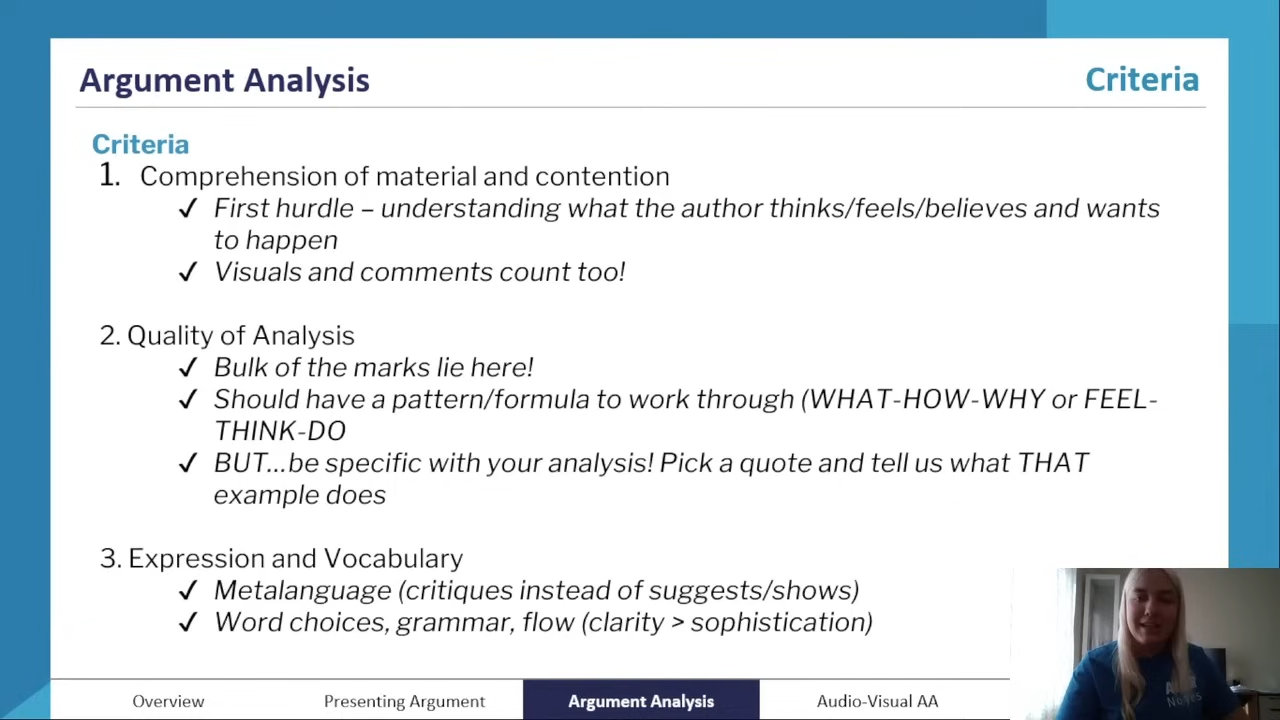 Argument Analysis
Criteria
Criteria
1. Comprehension of material and contention
✓ First hurdle – understanding what the author thinks/feels/believes and wants
to happen
✓ Visuals and comments count too!
2. Quality of Analysis
✓ Bulk of the marks lie here!
✓ Should have a pattern/formula to work through (WHAT-HOW-WHY or FEEL-
THINK-DO
✓ BUT...be specific with your analysis! Pick a quote and tell us what THAT
example does
3. Expression and Vocabulary
✓ Metalanguage (critiques instead of suggests/shows)
✓ Word choices, grammar, flow (clarity > sophistication)
Overview
Presenting Argument
Argument Analysis
Audio-Visual AA
Notes